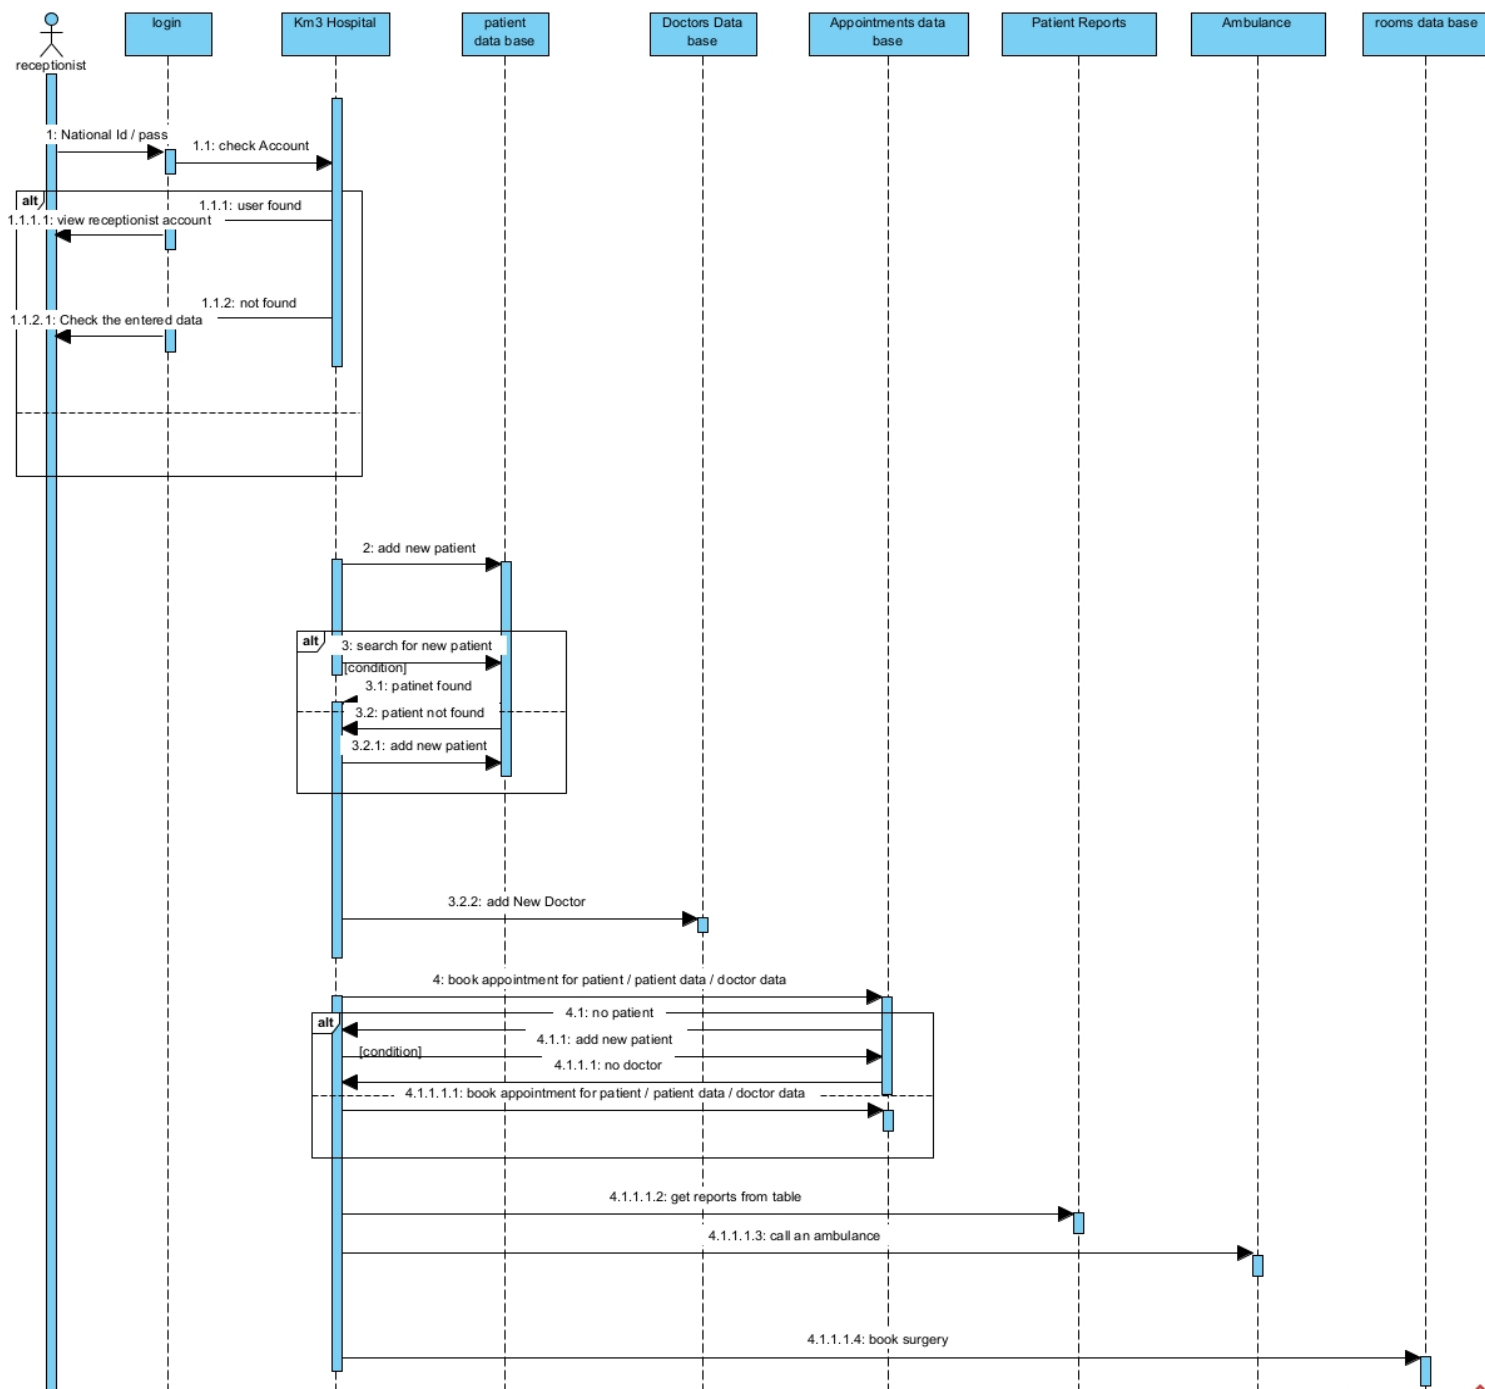 receptionist
login
Km3 Hospital
patient
data base
Doctors Data
base
Appointments data
base
Patient Reports
Ambulance
rooms data base
1: National Id / pass
1.1: check Account
alt
1.1.1: user found
1.1.1.1: view receptionist account
1.1.2: not found
1.1.2.1: Check the entered data
2: add new patient
alt
3: search for new patient
[condition]
3.1: patinet found
3.2: patient not found
3.2.1: add new patient
3.2.2: add New Doctor
4: book appointment for patient / patient data / doctor data
alt
4.1: no patient
4.1.1: add new patient
[condition]
4.1.1.1: no doctor
4.1.1.1.1: book appointment for patient / patient data / doctor data
4.1.1.1.2: get reports from table
4.1.1.1.3: call an ambulance
4.1.1.1.4: book surgery